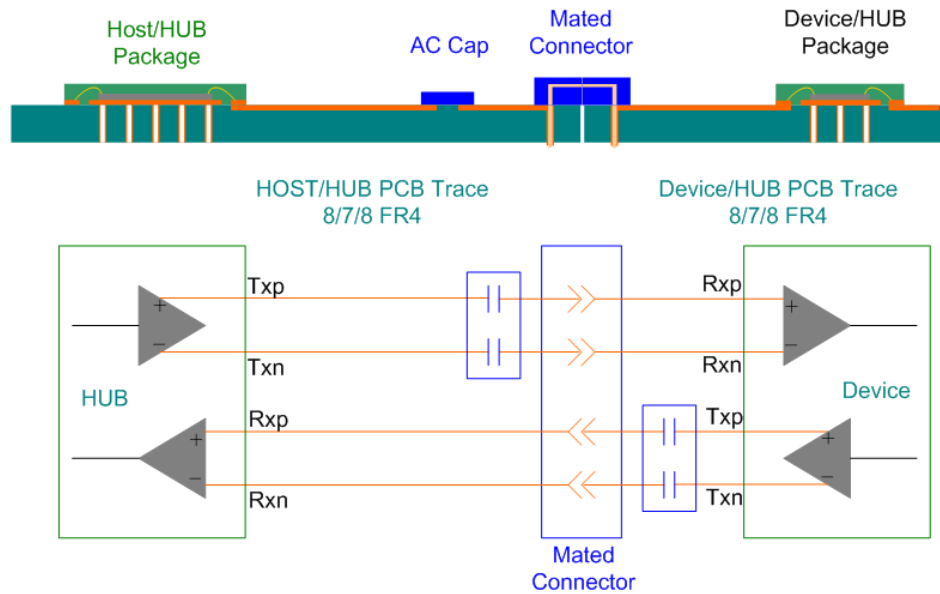 Host/HUB
Package
AC Cap
Mated
Connector
Device/HUB
Package
HOST/HUB PCB Trace
8/7/8 FR4
Device/HUB PCB Trace
8/7/8 FR4
Txp
Rxp
+
+
−
−
Txn
Rxn
HUB
Device
Rxp
Txp
+
+
−
−
Rxn
Txn
Mated
Connector